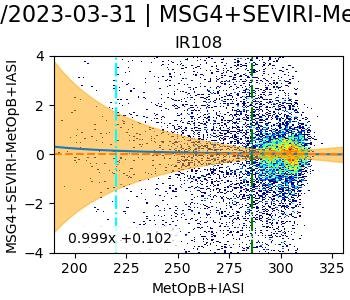 /2023-03-31 | MSG4+SEVIRI-Me
IR108
4
2
0
−2
−4
MSG4+SEVIRI-MetOpB+IASI
0.999x +0.102
200 225 250 275 300 325
MetOpB+IASI